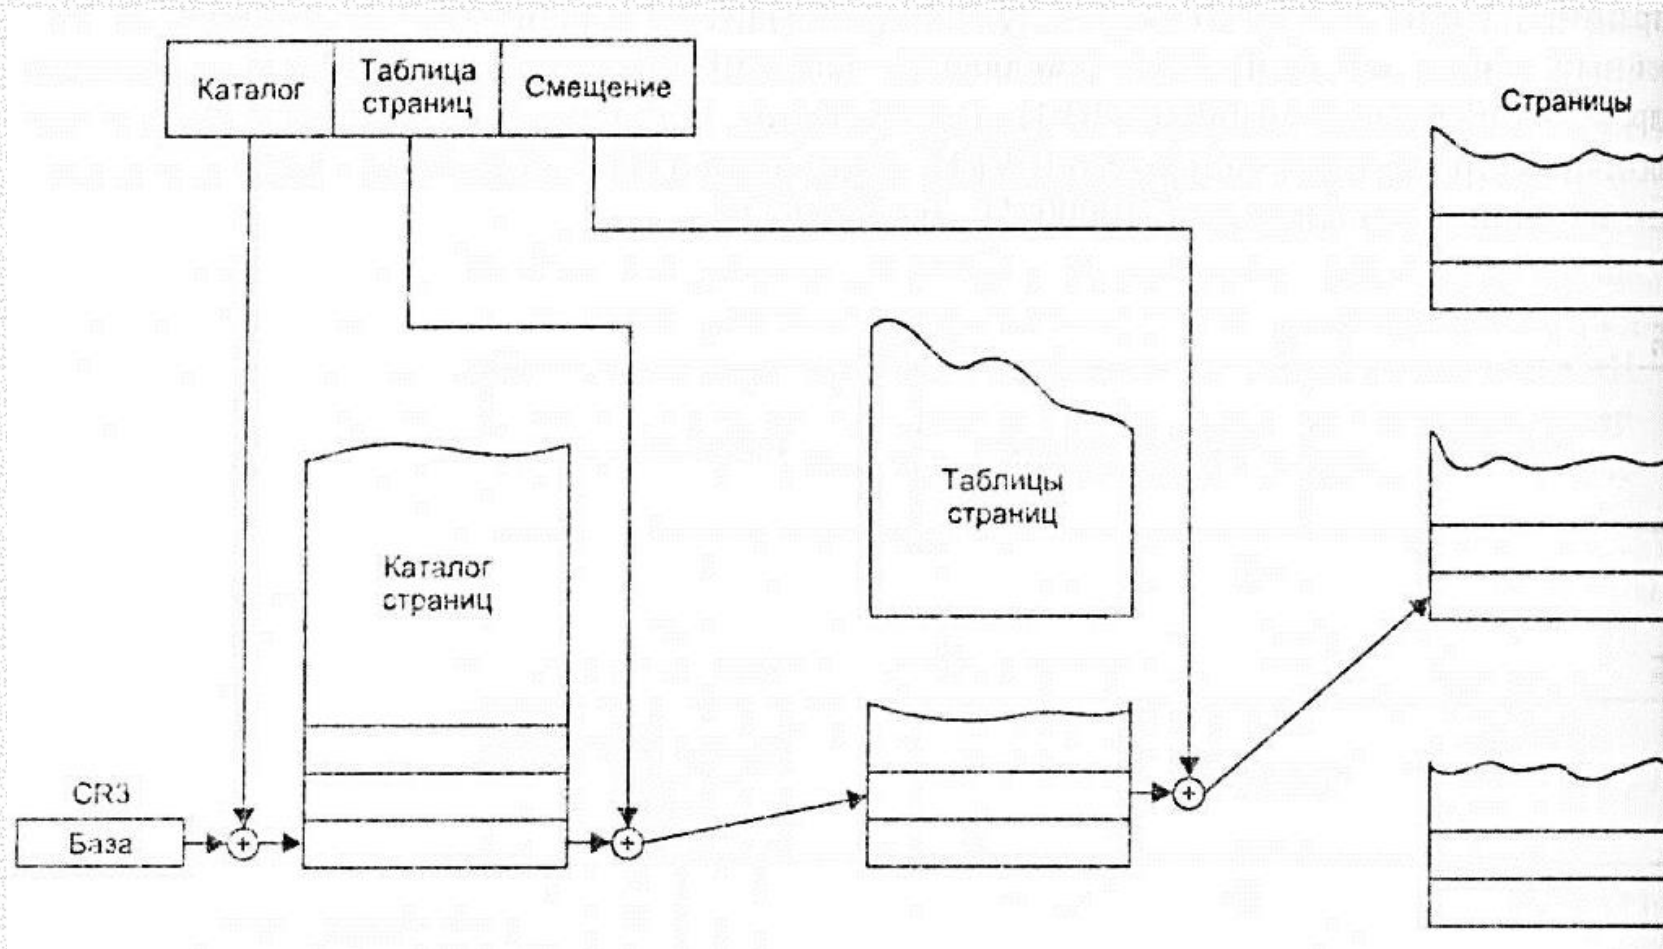 Каталог
Таблица
страниц
Смещение
Страницы
Таблицы
страниц
Каталог
страниц
CR3
База